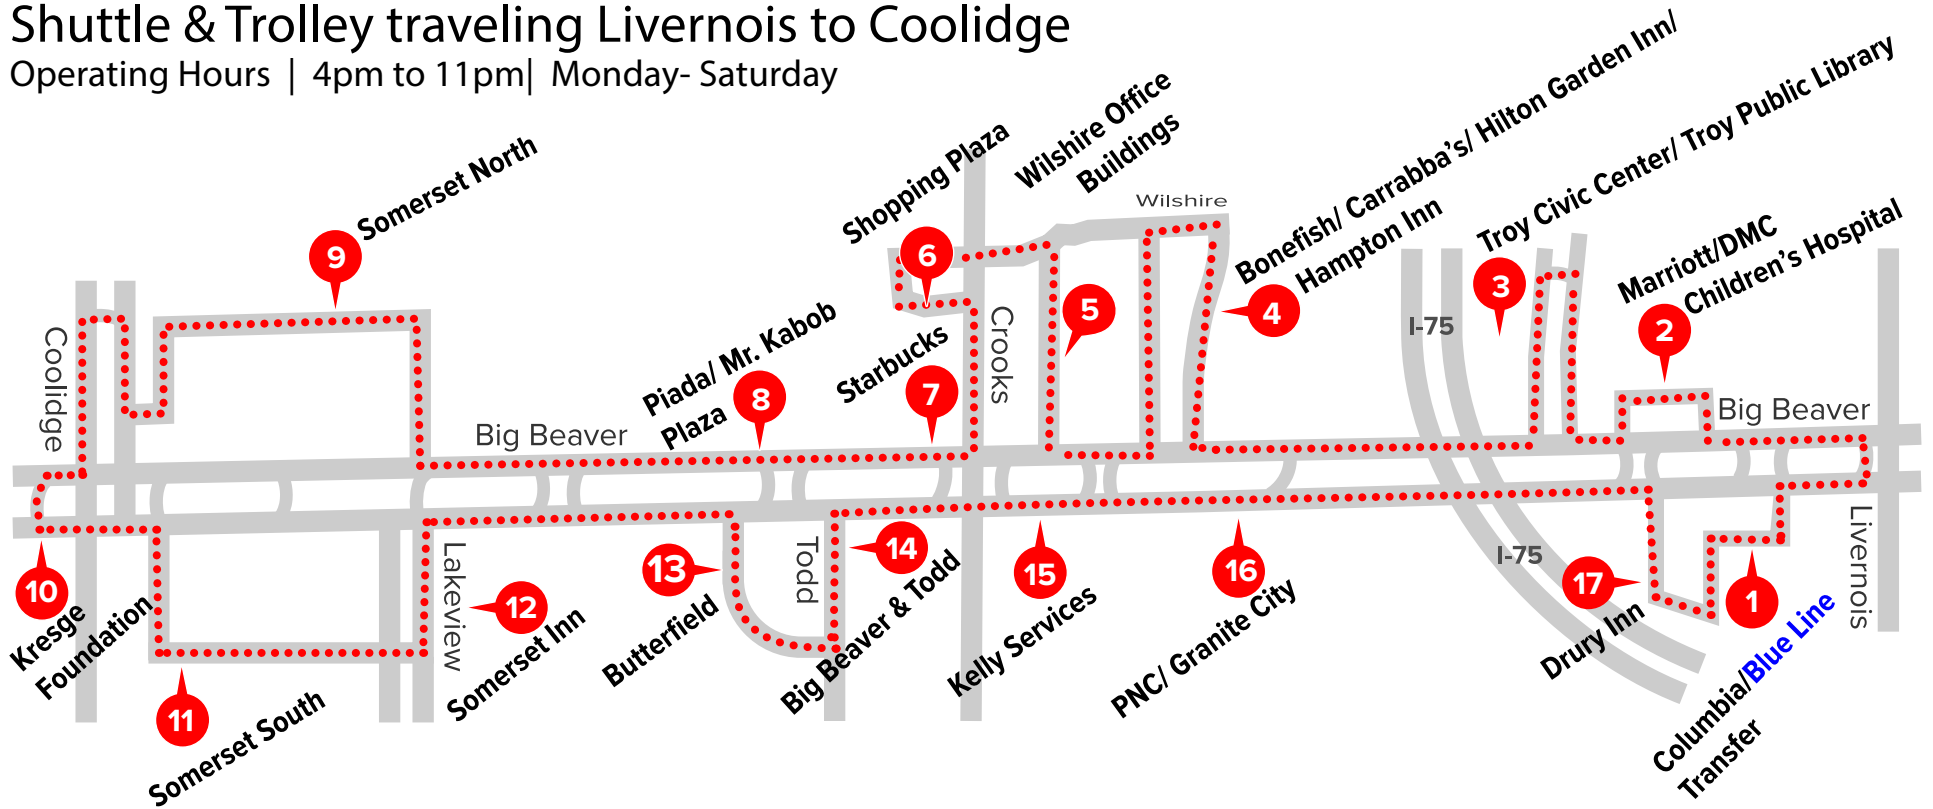 Shuttle & Trolley traveling Livernois to Coolidge
Operating Hours | 4pm to 11pm| Monday- Saturday
Somerset North
9
Shopping Plaza
6
Wilshire Office
Buildings
Wilshire
5
Bonefish/ Carrabba's/ Hilton Garden Inn/
Hampton Inn
4
Troy Civic Center/ Troy Public Library
3
Marriott/DMC
Children's Hospital
2
I-75
Coolidge
Crooks
Piada/ Mr. Kabob
Plaza
8
Starbucks
7
Big Beaver
Big Beaver
10
Kresge
Foundation
11
Somerset South
Lakeview
12
Somerset Inn
13
Butterfield
Todd
14
Big Beaver & Todd
15
Kelly Services
16
PNC/ Granite City
I-75
17
Drury Inn
1
Columbia/Blue Line
Transfer
Livernois